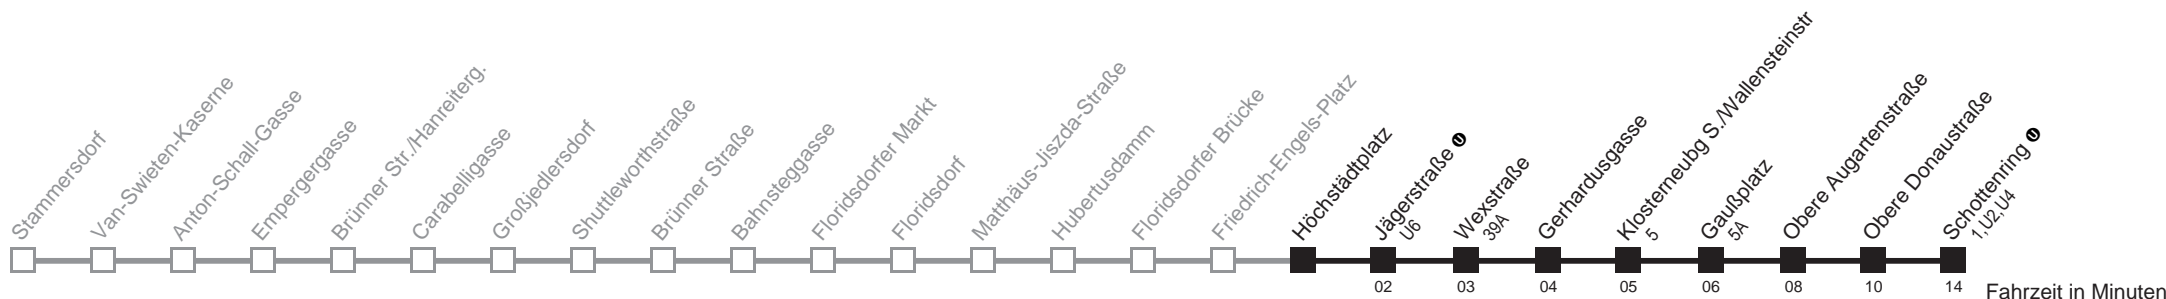 Stammersdorf
Van-Swieten-Kaserne
Anton-Schall-Gasse
Empergergasse
Brünner Str./Hanreiterg.
Carabelligasse
Großjedlersdorf
Shuttleworthstraße
Brünner Straße
Bahnsteggasse
Floridsdorfer Markt
Floridsdorf
Matthäus-Jiszda-Straße
Hubertusdamm
Floridsdorfer Brücke
Friedrich-Engels-Platz
Höchstädtplatz
Jägerstraße U
U6
Wexstraße
39A
Gerhardusgasse
Klosterneubg S./Wallensteinstr
5
Gaußplatz
5A
Obere Augartenstraße
Obere Donaustraße
Schottenring U
1,U2,U4
02 03 04 05 06 08 10 14 Fahrzeit in Minuten